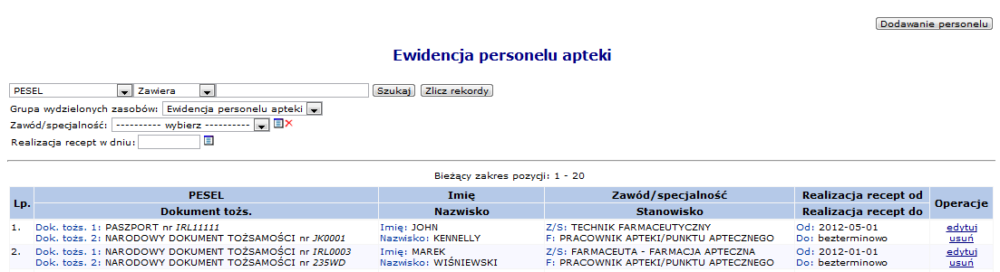 Dodawanie personelu
Ewidencja personelu apteki
PESEL Zawiera Szukaj Zlicz rekordy
Grupa wydzielonych zasobów: Ewidencja personelu apteki
Zawód/specjalność: ---------- wybierz ----------
Realizacja recept w dniu:
Bieżący zakres pozycji: 1 - 20
Lp. PESEL Imię Zawód/specjalność Realizacja recept od Operacje
Dokument tożs. Nazwisko Stanowisko Realizacja recept do
1. Dok. tożs. 1: PASZPORT nr IRL11111 Imię: JOHN Z/S: TECHNIK FARMACEUTYCZNY Od: 2012-05-01 edytuj
Dok. tożs. 2: NARODOWY DOKUMENT TOŻSAMOŚCI nr JK0001 Nazwisko: KENNELLY F: PRACOWNIK APTEKI/PUNKTU APTECZNEGO Do: bezterminowo usuń
2. Dok. tożs. 1: NARODOWY DOKUMENT TOŻSAMOŚCI nr IRL0003 Imię: MAREK Z/S: FARMACEUTA - FARMACJA APTECZNA Od: 2012-01-01 edytuj
Dok. tożs. 2: NARODOWY DOKUMENT TOŻSAMOŚCI nr 235WD Nazwisko: WIŚNIEWSKI F: PRACOWNIK APTEKI/PUNKTU APTECZNEGO Do: bezterminowo usuń